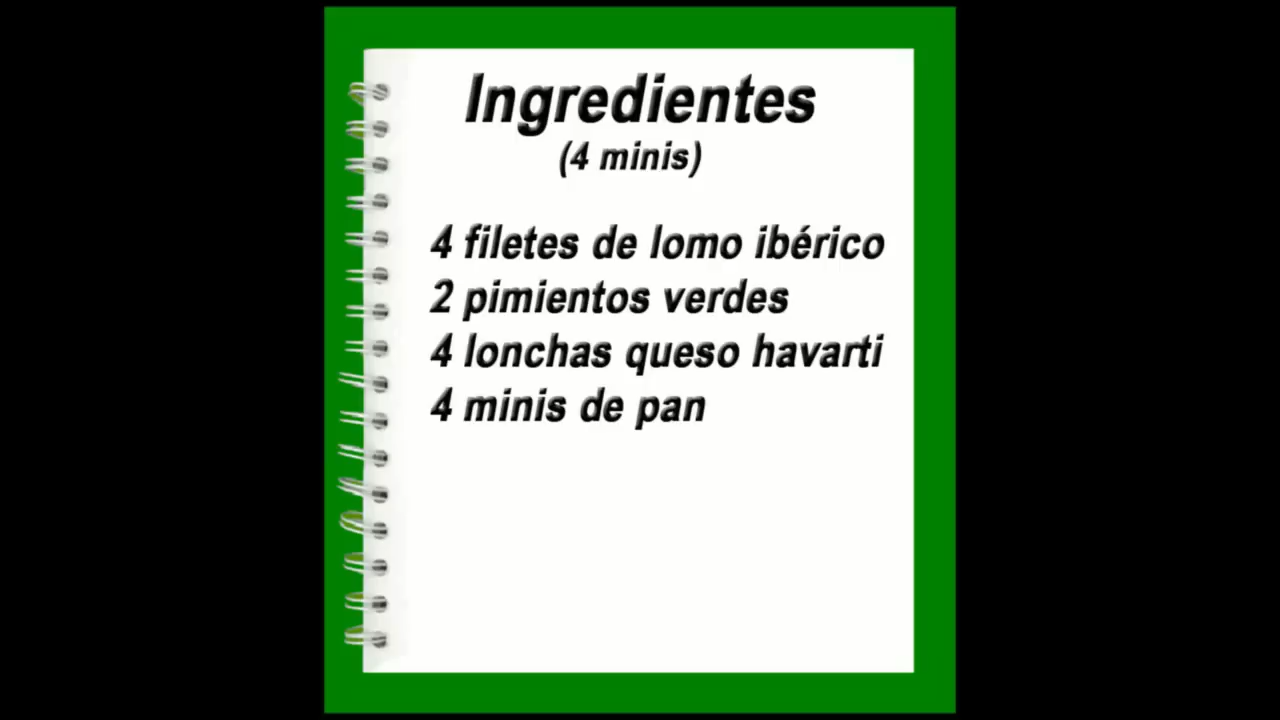 Ingredientes
(4 minis)
4 filetes de lomo ibérico
2 pimientos verdes
4 lonchas queso havarti
4 minis de pan